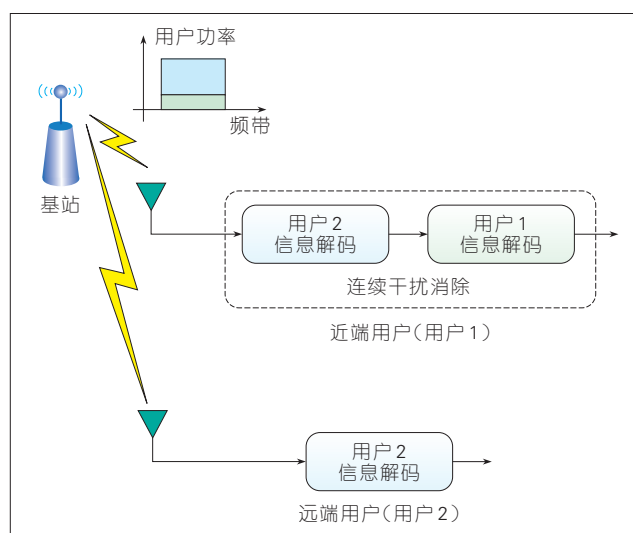 用户功率
频带
基站
用户2
信息解码
用户1
信息解码
连续干扰消除
近端用户(用户1)
用户2
信息解码
远端用户(用户2)